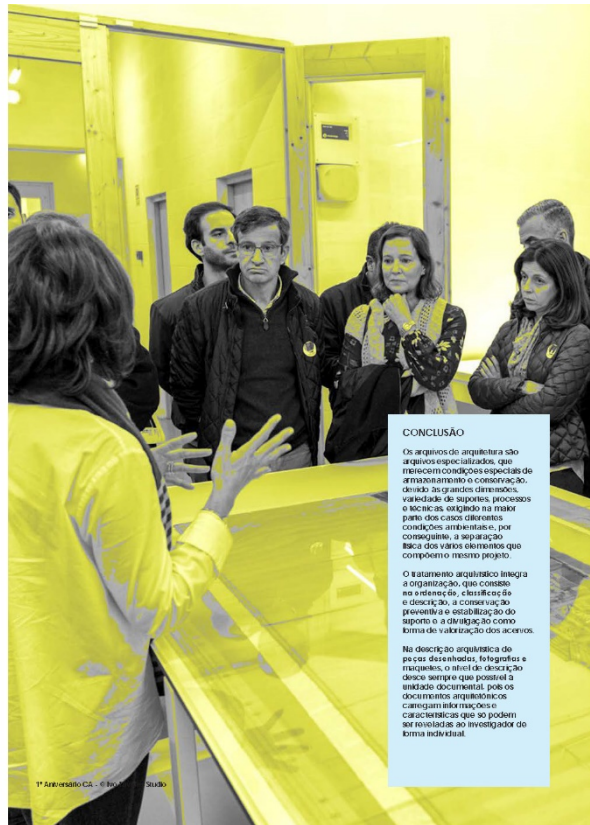 CONCLUSÃO
Os arquivos de arquitetura são
arquivos especializados, que
merecem condições especiais de
armazenamento e conservação,
devido às grandes dimensões,
variedade de suportes, processos
e técnicas, exigindo na maior
parte dos casos diferentes
condições ambientais e, por
conseguinte, a separação
física dos vários elementos que
compõem o mesmo projeto.
O tratamento arquivístico integra
a organização, que consiste
na ordenação, classificação
e descrição, a conservação
preventiva e estabilização do
suporte e a divulgação como
forma de valorização dos acervos.
Na descrição arquivística de
peças desenhadas, fotografias e
maquetes, o nível de descrição
desce sempre que possível à
unidade documental, pois os
documentos arquitetónicos
carregam informações e
características que só podem
ser reveladas ao investigador de
forma individual.
1º Aniversário CA - © Studio